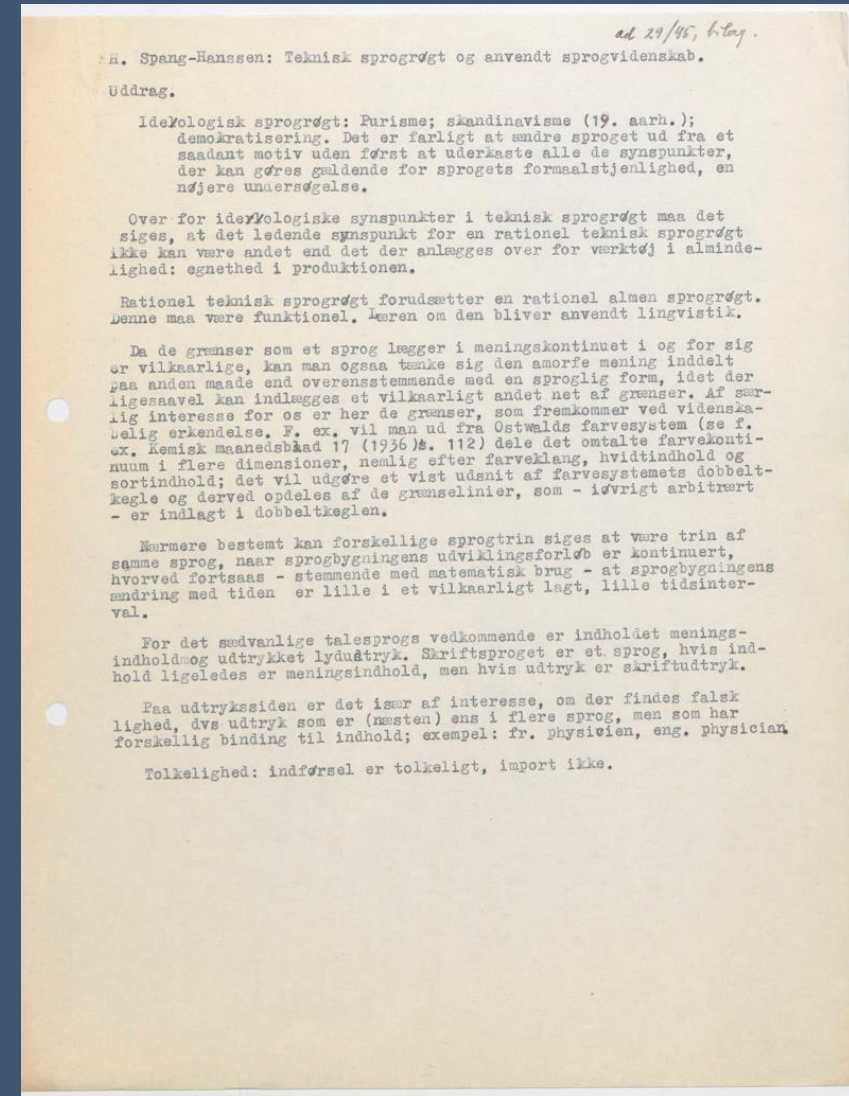 ad 29/45, bilag.
H. Spang-Hanssen: Teknisk sprogrøgt og anvendt sprogvidenskab.
Uddrag.
Ideologisk sprogrøgt: Purisme; skandinavisme (19. aarh.);
demokratisering. Det er farligt at ændre sproget ud fra et
saadant motiv uden først at uderkaste alle de synspunkter,
der kan gøres gældende for sprogets formaalstjenlighed, en
nøjere undersøgelse.
Over for ideologiske synspunkter i teknisk sprogrøgt maa det
siges, at det ledende synspunkt for en rationel teknisk sprogrøgt
ikke kan være andet end det der anlægges over for værktøj i alminde-
lighed: egnethed i produktionen.
Rationel teknisk sprogrøgt forudsætter en rationel almen sprogrøgt.
Denne maa være funktionel. Læren om den bliver anvendt lingvistik.
Da de grænser som et sprog lægger i meningskontinuet i og for sig
er vilkaarlige, kan man ogsaa tænke sig den amorfe mening inddelt
paa anden maade end overensstemmende med en sproglig form, idet der
ligesaavel kan indlægges et vilkaarligt andet net af grænser. Af sær-
lig interesse for os er her de grænser, som fremkommer ved videnska-
belig erkendelse. F. ex. vil man ud fra Ostwalds farvesystem (se f.
ex. Kemisk maanedsblad 17 (1936)s. 112) dele det omtalte farvekonti-
nuum i flere dimensioner, nemlig efter farveklang, hvidtindhold og
sortindhold; det vil udgøre et vist udsnit af farvesystemets dobbelt-
kegle og derved opdeles af de grænselinier, som - iøvrigt arbitrært
- er indlagt i dobbeltkeglen.
Nærmere bestemt kan forskellige sprogtrin siges at være trin af
samme sprog, naar sprogbygningens udviklingsforløb er kontinuert,
hvorved fortsaas - stemmende med matematisk brug - at sprogbygningens
ændring med tiden er lille i et vilkaarligt lagt, lille tidsinter-
val.
For det sædvanlige talesprogs vedkommende er indholdet menings-
indhold og udtrykket lydudtryk. Skriftsproget er et sprog, hvis ind-
hold ligeledes er meningsindhold, men hvis udtryk er skriftudtryk.
Paa udtrykssiden er det især af interesse, om der findes falsk
lighed, dvs udtryk som er (næsten) ens i flere sprog, men som har
forskellig binding til indhold; exempel: fr. physicien, eng. physician.
Tolkelighed: indførsel er tolkeligt, import ikke.